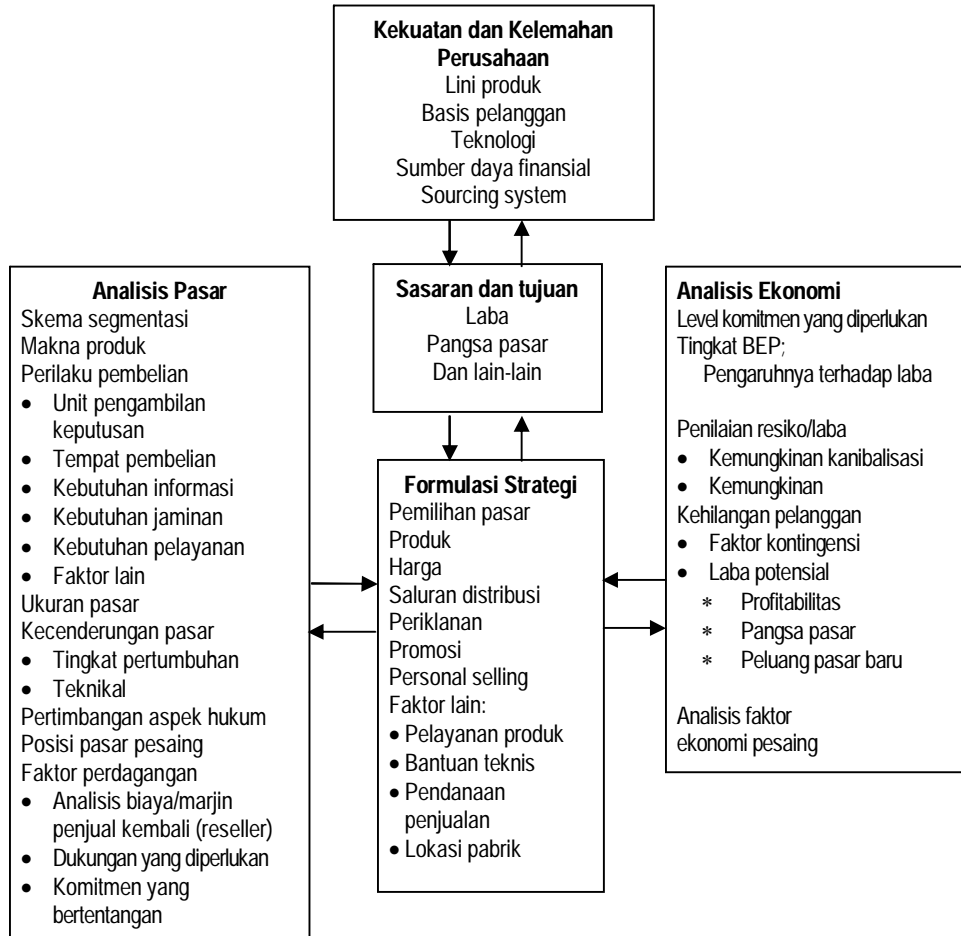 Kekuatan dan Kelemahan
Perusahaan
Lini produk
Basis pelanggan
Teknologi
Sumber daya finansial
Sourcing system
Sasaran dan tujuan
Laba
Pangsa pasar
Dan lain-lain
Analisis Pasar
Skema segmentasi
Makna produk
Perilaku pembelian
• Unit pengambilan
keputusan
• Tempat pembelian
• Kebutuhan informasi
• Kebutuhan jaminan
• Kebutuhan pelayanan
• Faktor lain
Ukuran pasar
Kecenderungan pasar
• Tingkat pertumbuhan
• Teknikal
Pertimbangan aspek hukum
Posisi pasar pesaing
Faktor perdagangan
• Analisis biaya/marjin
penjual kembali (reseller)
• Dukungan yang diperlukan
• Komitmen yang
bertentangan
Formulasi Strategi
Pemilihan pasar
Produk
Harga
Saluran distribusi
Periklanan
Promosi
Personal selling
Faktor lain:
• Pelayanan produk
• Bantuan teknis
• Pendanaan
penjualan
• Lokasi pabrik
Analisis Ekonomi
Level komitmen yang diperlukan
Tingkat BEP;
Pengaruhnya terhadap laba
Penilaian resiko/laba
• Kemungkinan kanibalisasi
• Kemungkinan
Kehilangan pelanggan
• Faktor kontingensi
• Laba potensial
* Profitabilitas
* Pangsa pasar
* Peluang pasar baru
Analisis faktor
ekonomi pesaing